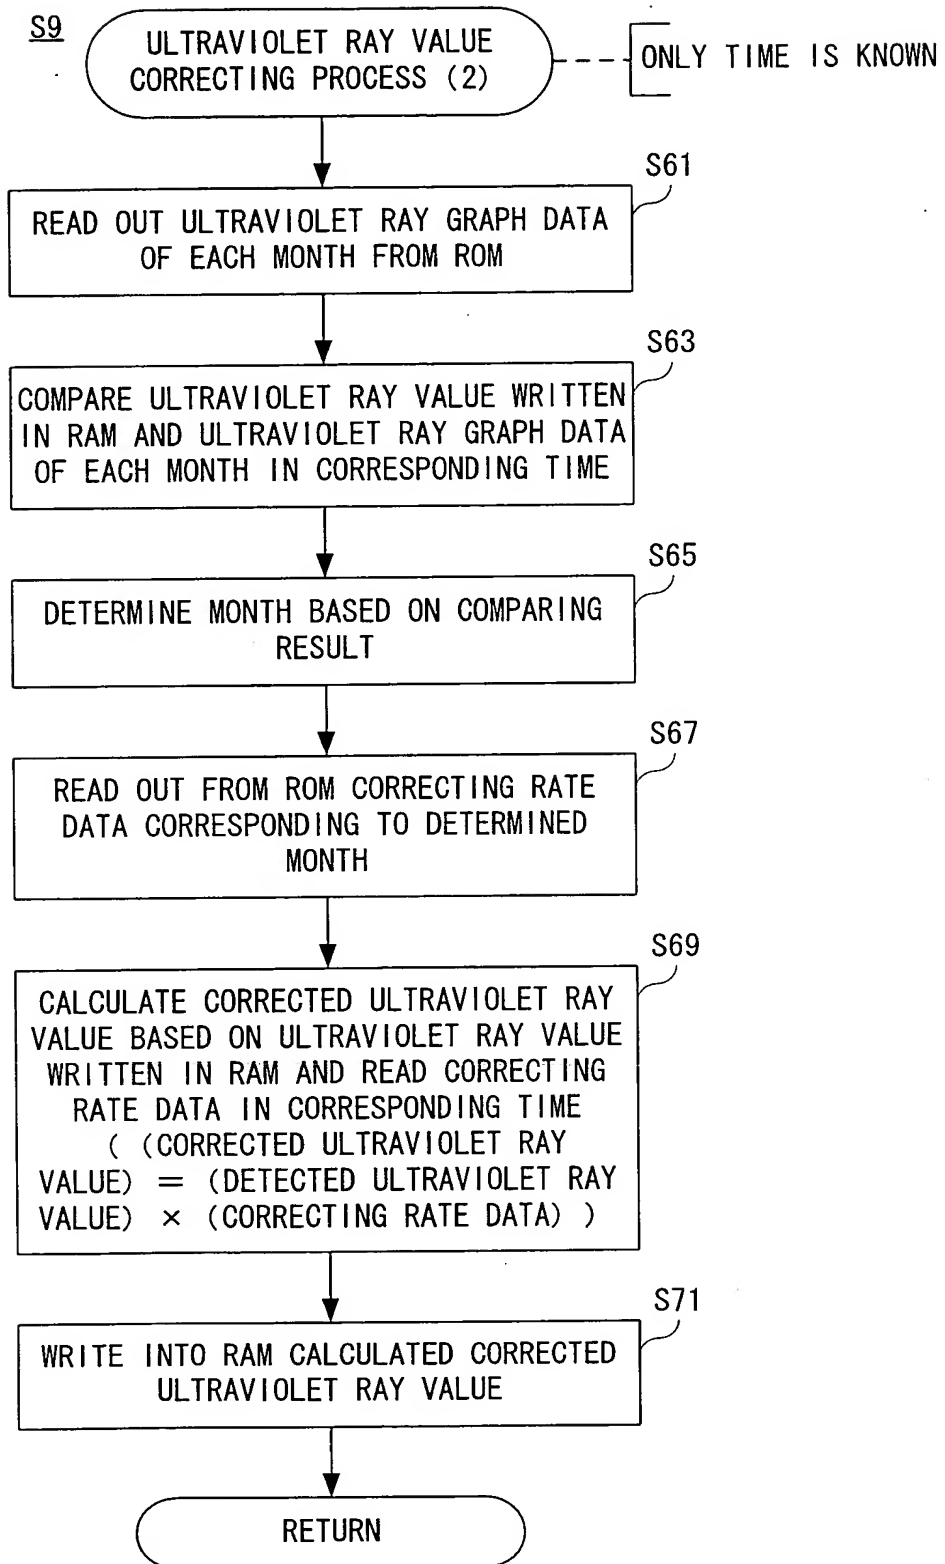 S9
ULTRAVIOLET RAY VALUE
CORRECTING PROCESS (2)
ONLY TIME IS KNOWN
S61
READ OUT ULTRAVIOLET RAY GRAPH DATA
OF EACH MONTH FROM ROM
S63
COMPARE ULTRAVIOLET RAY VALUE WRITTEN
IN RAM AND ULTRAVIOLET RAY GRAPH DATA
OF EACH MONTH IN CORRESPONDING TIME
S65
DETERMINE MONTH BASED ON COMPARING
RESULT
S67
READ OUT FROM ROM CORRECTING RATE
DATA CORRESPONDING TO DETERMINED
MONTH
S69
CALCULATE CORRECTED ULTRAVIOLET RAY
VALUE BASED ON ULTRAVIOLET RAY VALUE
WRITTEN IN RAM AND READ CORRECTING
RATE DATA IN CORRESPONDING TIME
( (CORRECTED ULTRAVIOLET RAY
VALUE) = (DETECTED ULTRAVIOLET RAY
VALUE) × (CORRECTING RATE DATA) )
S71
WRITE INTO RAM CALCULATED CORRECTED
ULTRAVIOLET RAY VALUE
RETURN